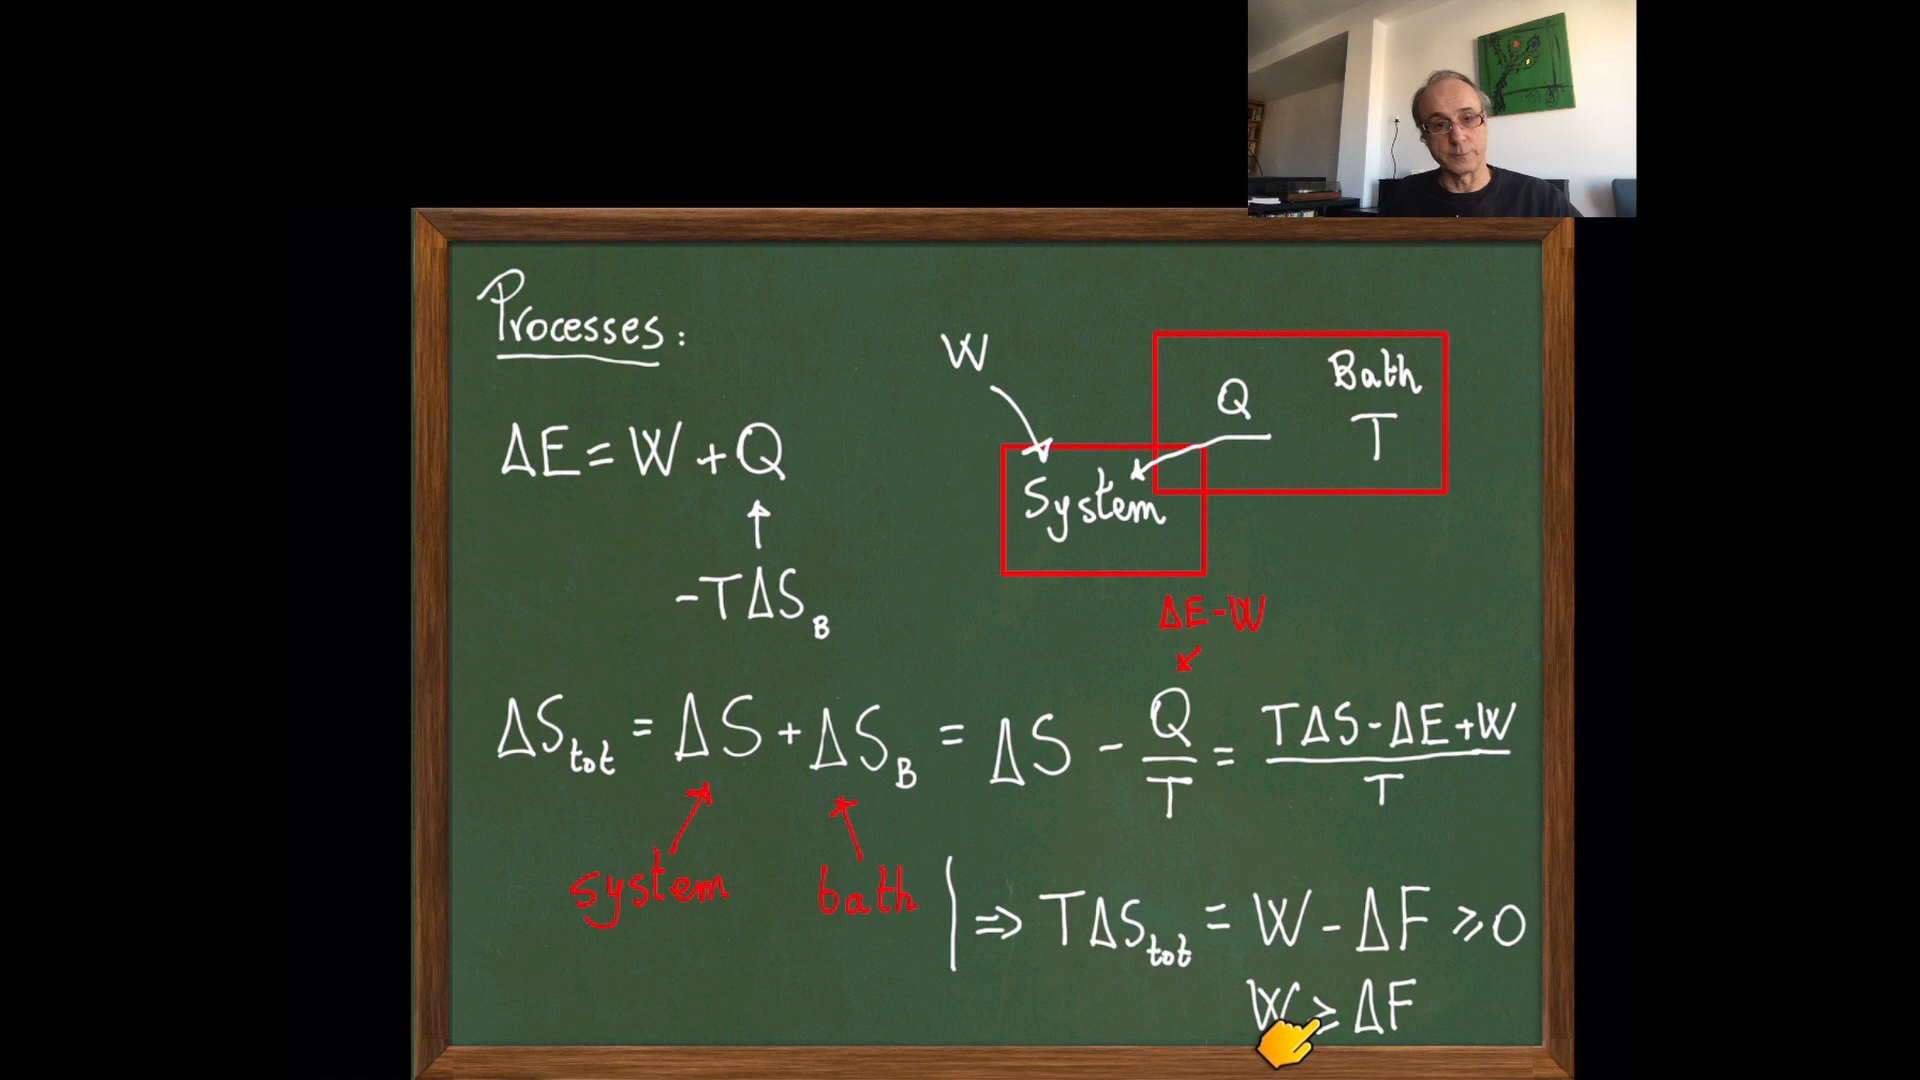 Processes:
W
Q
Bath
T
System
ΔE = W + Q
↑
-TΔS_B
ΔE-W
ΔS_tot = ΔS + ΔS_B = ΔS - Q/T = (TΔS-ΔE+W)/T
system
bath
⇒ TΔS_tot = W - ΔF ⩾ 0
W ≥ ΔF